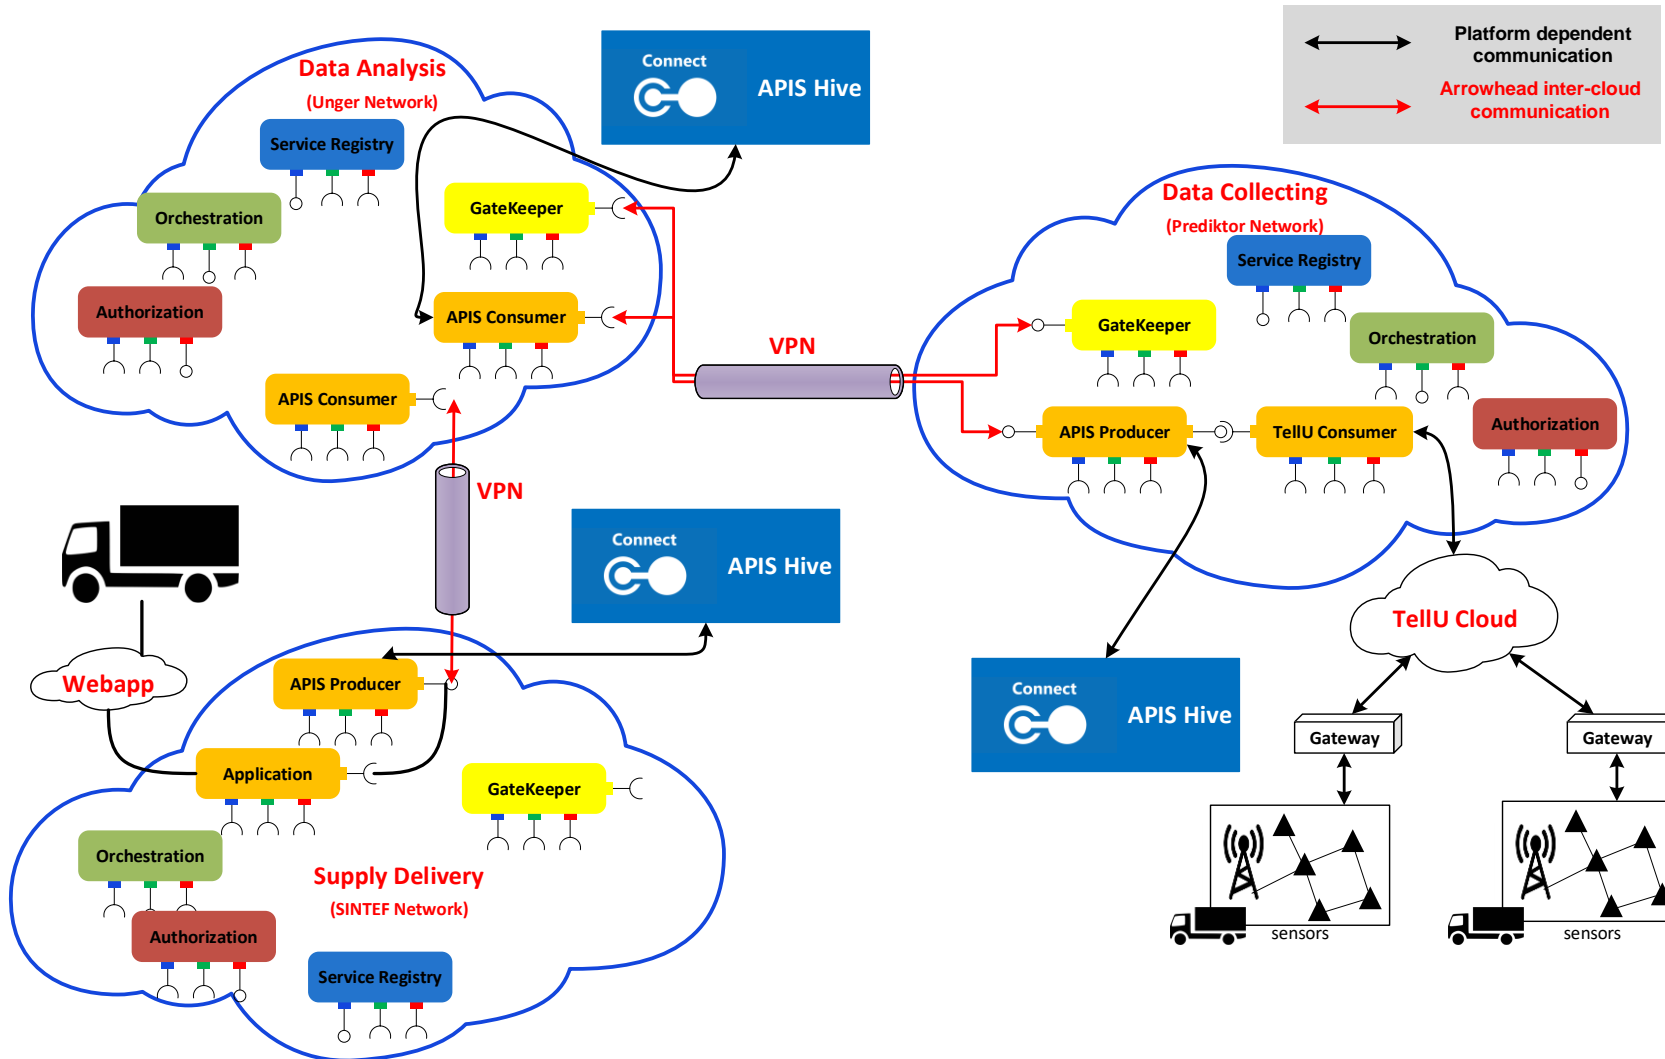 Platform dependent
communication
Arrowhead inter-cloud
communication
Data Analysis
(Unger Network)
Connect
APIS Hive
Service Registry
Orchestration
GateKeeper
Authorization
APIS Consumer
APIS Consumer
VPN
VPN
Data Collecting
(Prediktor Network)
Service Registry
GateKeeper
Orchestration
APIS Producer
TellU Consumer
Authorization
Connect
APIS Hive
TellU Cloud
Webapp
APIS Producer
Application
GateKeeper
Orchestration
Supply Delivery
(SINTEF Network)
Authorization
Service Registry
Connect
APIS Hive
Gateway
Gateway
sensors
sensors